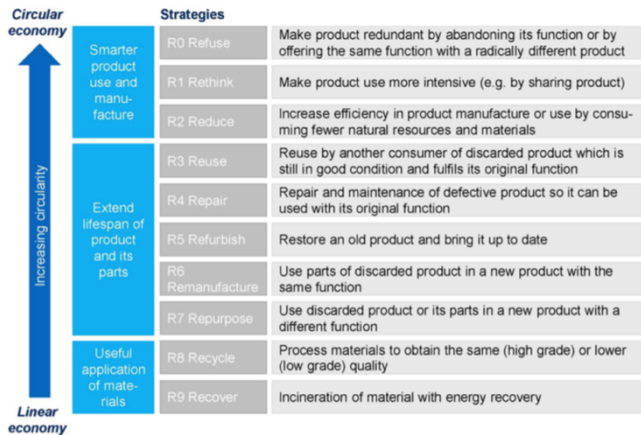 Circular
economy
Strategies
Increasing circularity
Linear
economy
Smarter
product
use and
manu-
facture
R0 Refuse
Make product redundant by abandoning its function or by
offering the same function with a radically different product
R1 Rethink
Make product use more intensive (e.g. by sharing product)
R2 Reduce
Increase efficiency in product manufacture or use by consu-
ming fewer natural resources and materials
Extend
lifespan of
product
and its
parts
R3 Reuse
Reuse by another consumer of discarded product which is
still in good condition and fulfils its original function
R4 Repair
Repair and maintenance of defective product so it can be
used with its original function
R5 Refurbish
Restore an old product and bring it up to date
R6
Remanufacture
Use parts of discarded product in a new product with the
same function
R7 Repurpose
Use discarded product or its parts in a new product with a
different function
Useful
application
of mate-
rials
R8 Recycle
Process materials to obtain the same (high grade) or lower
(low grade) quality
R9 Recover
Incineration of material with energy recovery